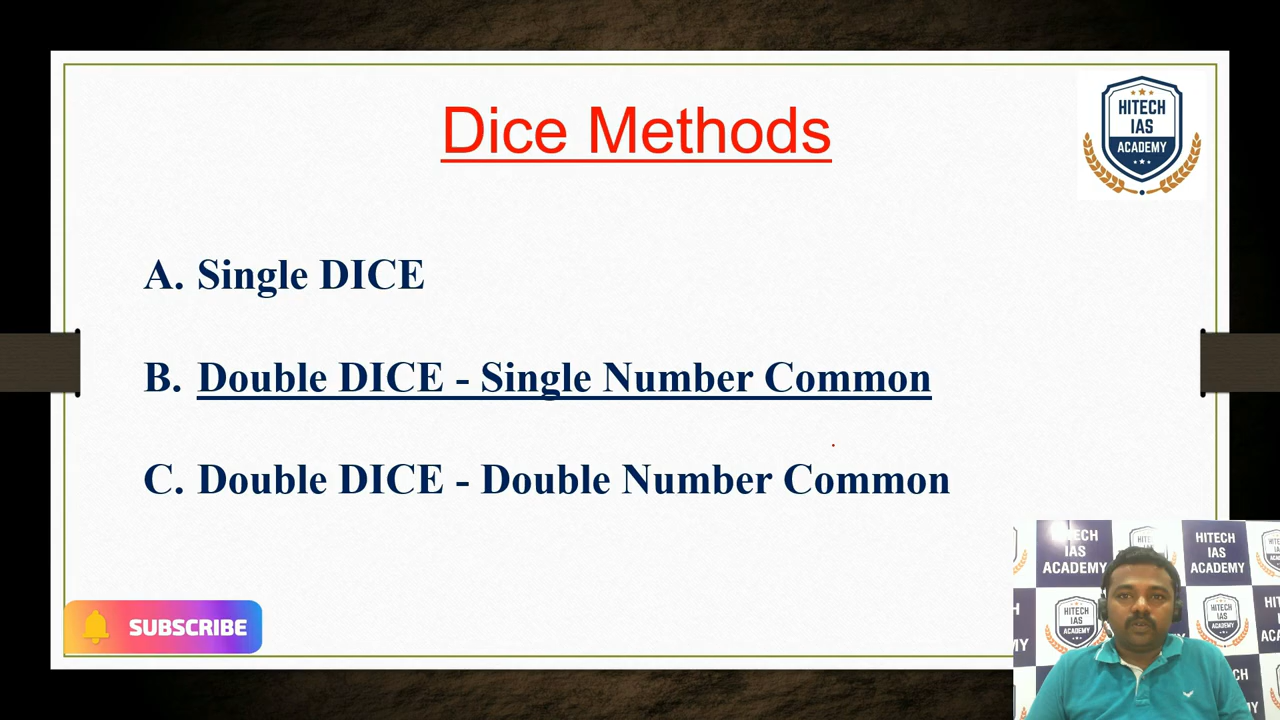 Dice Methods
HITECH
IAS
ACADEMY
A. Single DICE
B. Double DICE - Single Number Common
C. Double DICE - Double Number Common
SUBSCRIBE
HITECH
IAS
ACADEMY
IAS
ACADEMY